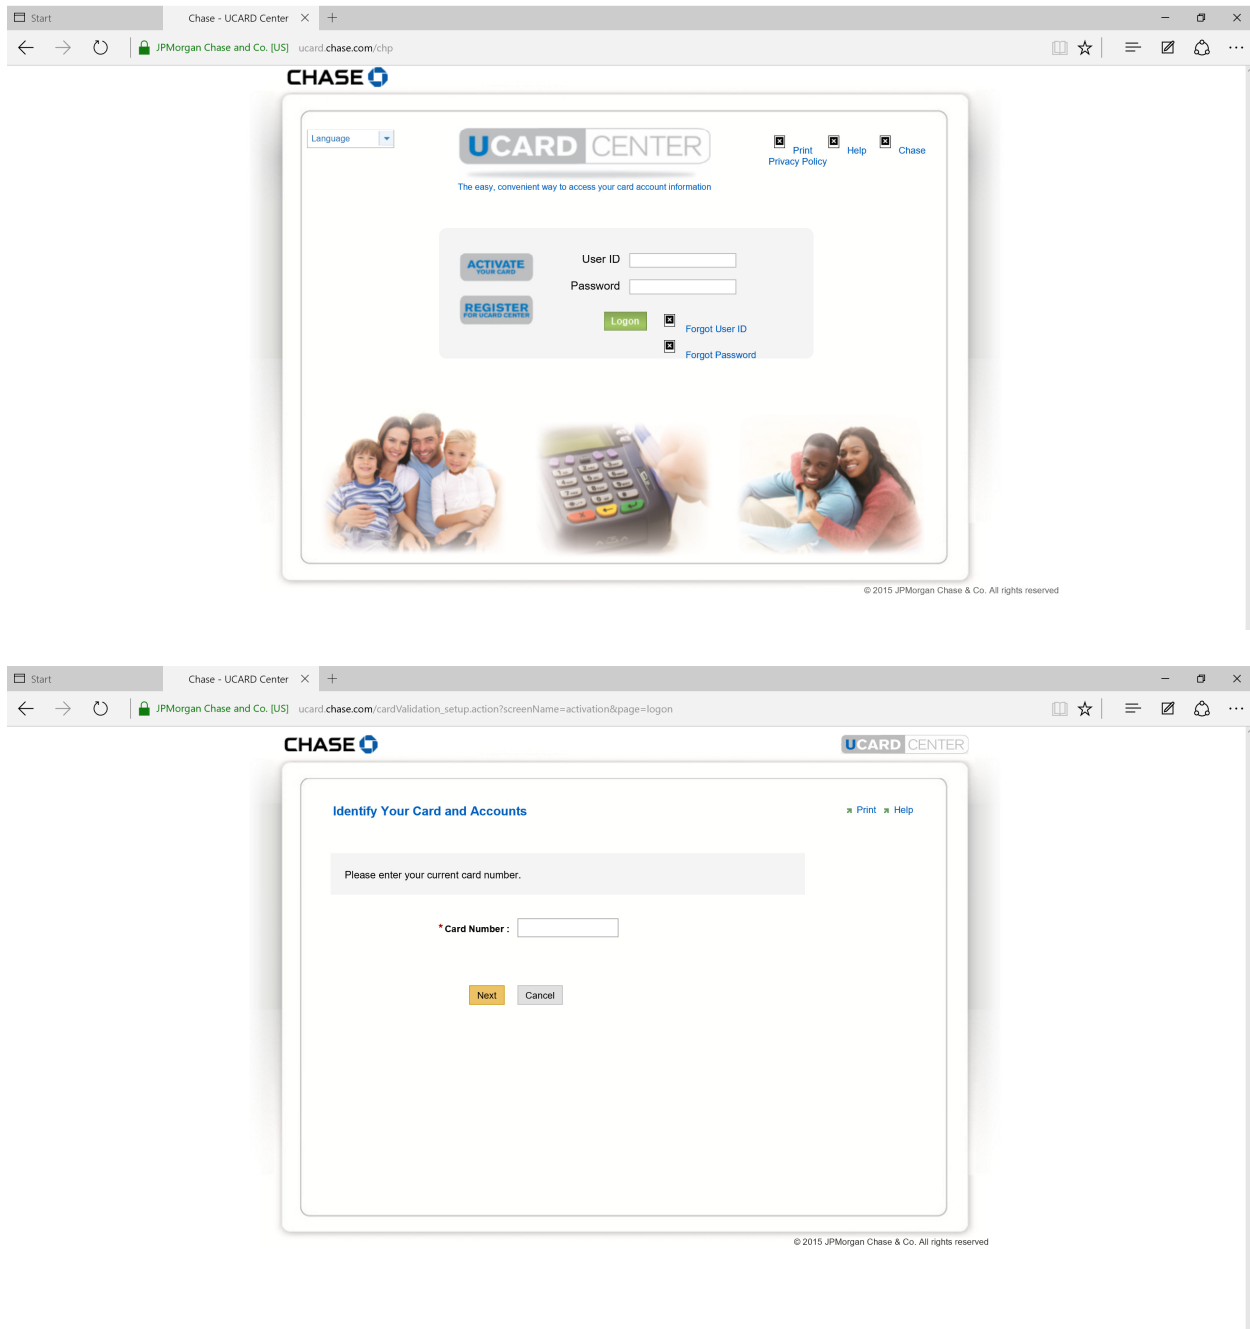 Start
Chase - UCARD Center
JPMorgan Chase and Co. [US] ucard.chase.com/chp
CHASE
Language
UCARD CENTER
Print Help Chase
Privacy Policy
The easy, convenient way to access your card account information
ACTIVATE
YOUR CARD
User ID
Password
REGISTER
FOR UCARD CENTER
Logon
Forgot User ID
Forgot Password
© 2015 JPMorgan Chase & Co. All rights reserved
Start
Chase - UCARD Center
JPMorgan Chase and Co. [US] ucard.chase.com/cardValidation_setup.action?screenName=activation&page=logon
CHASE
UCARD CENTER
Identify Your Card and Accounts
Print Help
Please enter your current card number.
* Card Number :
Next Cancel
© 2015 JPMorgan Chase & Co. All rights reserved